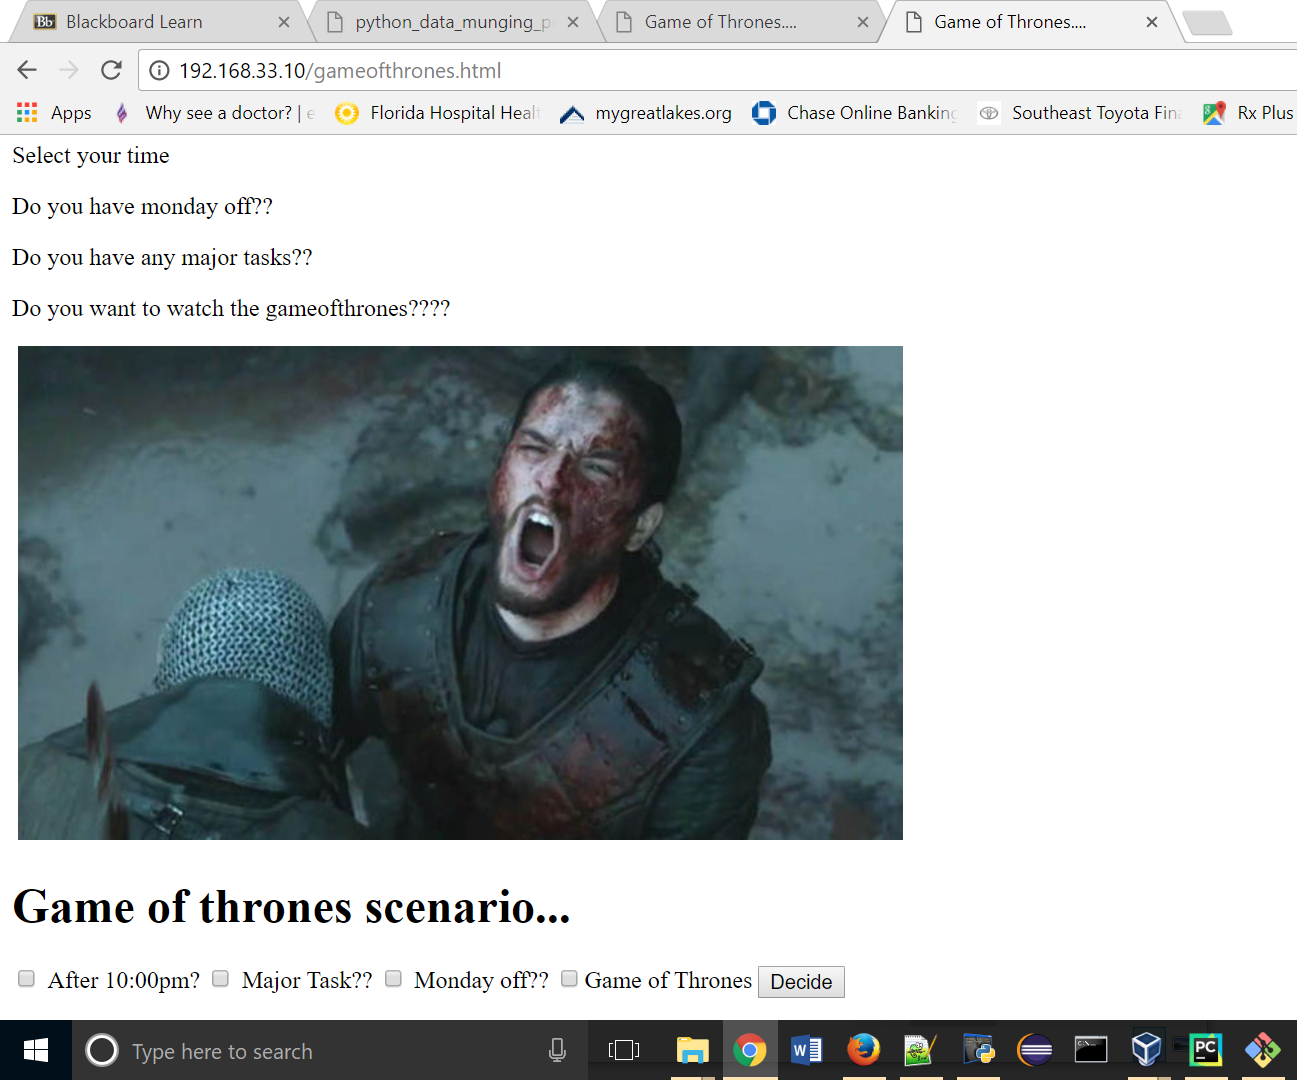 Bb Blackboard Learn
python_data_munging_p
Game of Thrones....
Game of Thrones....
192.168.33.10/gameofthrones.html
Apps Why see a doctor? | e Florida Hospital Healt mygreatlakes.org Chase Online Banking Southeast Toyota Fina Rx Plus
Select your time
Do you have monday off??
Do you have any major tasks??
Do you want to watch the gameofthrones????
Game of thrones scenario...
After 10:00pm? Major Task?? Monday off?? Game of Thrones Decide
Type here to search
W
C:\_
PC